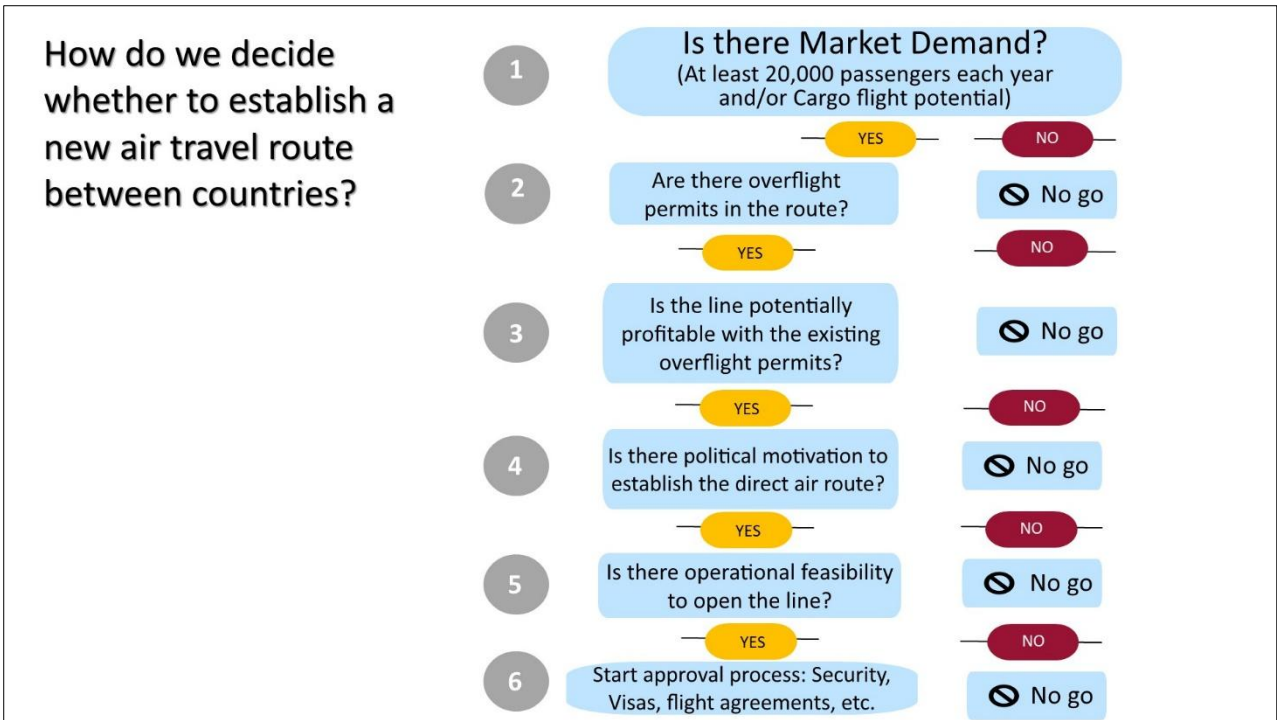 How do we decide
whether to establish a
new air travel route
between countries?
1
Is there Market Demand?
(At least 20,000 passengers each year
and/or Cargo flight potential)
YES
NO
2
Are there overflight
permits in the route?
No go
YES
NO
3
Is the line potentially
profitable with the existing
overflight permits?
No go
YES
NO
4
Is there political motivation to
establish the direct air route?
No go
YES
NO
5
Is there operational feasibility
to open the line?
No go
YES
NO
6
Start approval process: Security,
Visas, flight agreements, etc.
No go